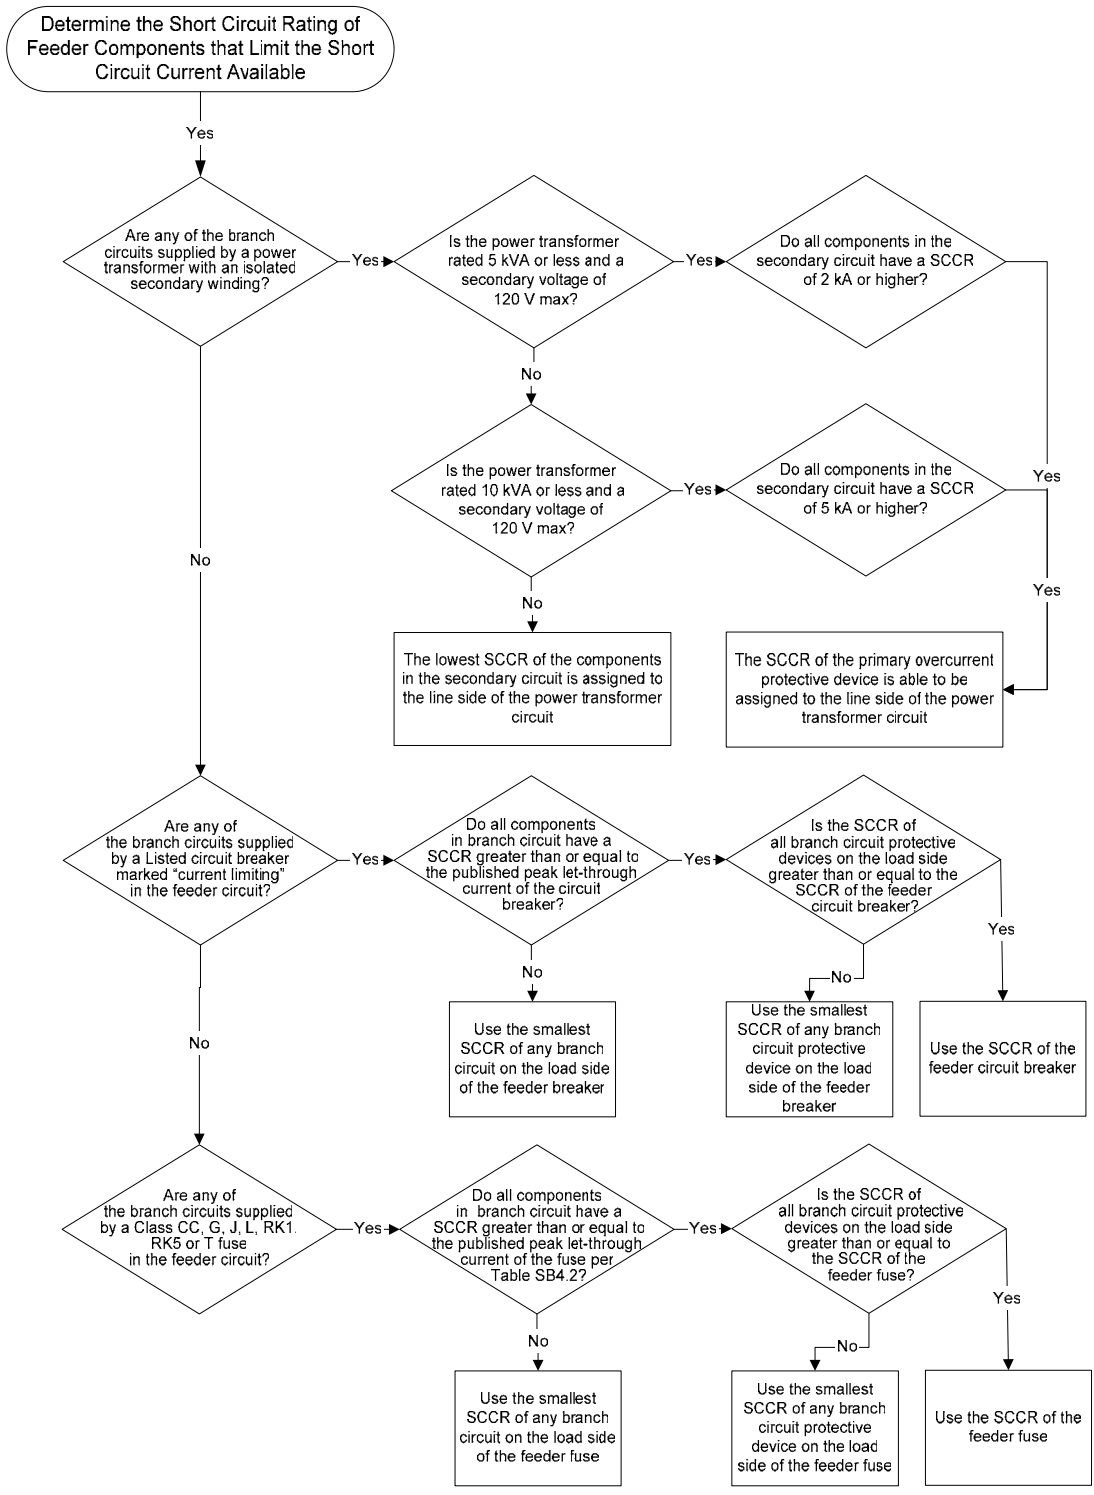 Determine the Short Circuit Rating of
Feeder Components that Limit the Short
Circuit Current Available
Yes
Are any of the branch
circuits supplied by a power
transformer with an isolated
secondary winding?
Yes
Is the power transformer
rated 5 kVA or less and a
secondary voltage of
120 V max?
Yes
Do all components in the
secondary circuit have a SCCR
of 2 kA or higher?
No
Yes
Is the power transformer
rated 10 kVA or less and a
secondary voltage of
120 V max?
Yes
Do all components in the
secondary circuit have a SCCR
of 5 kA or higher?
No
No
Yes
The lowest SCCR of the components
in the secondary circuit is assigned to
the line side of the power transformer
circuit
The SCCR of the primary overcurrent
protective device is able to be
assigned to the line side of the power
transformer circuit
Are any of
the branch circuits supplied
by a Listed circuit breaker
marked “current limiting”
in the feeder circuit?
Yes
Do all components
in branch circuit have a
SCCR greater than or equal to
the published peak let-through
current of the circuit
breaker?
Yes
Is the SCCR of
all branch circuit protective
devices on the load side
greater than or equal to the
SCCR of the feeder
circuit breaker?
Yes
No
No
Use the smallest
SCCR of any branch
circuit on the load side
of the feeder breaker
Use the smallest
SCCR of any branch
circuit protective
device on the load
side of the feeder
breaker
Use the SCCR of the
feeder circuit breaker
No
Are any of
the branch circuits supplied
by a Class CC, G, J, L, RK1.
RK5 or T fuse
in the feeder circuit?
Yes
Do all components
in branch circuit have a
SCCR greater than or equal to
the published peak let-through
current of the fuse per
Table SB4.2?
Yes
Is the SCCR of
all branch circuit protective
devices on the load side
greater than or equal to
the SCCR of the
feeder fuse?
Yes
No
No
Use the smallest
SCCR of any branch
circuit on the load side
of the feeder fuse
Use the smallest
SCCR of any branch
circuit protective
device on the load
side of the feeder fuse
Use the SCCR of the
feeder fuse